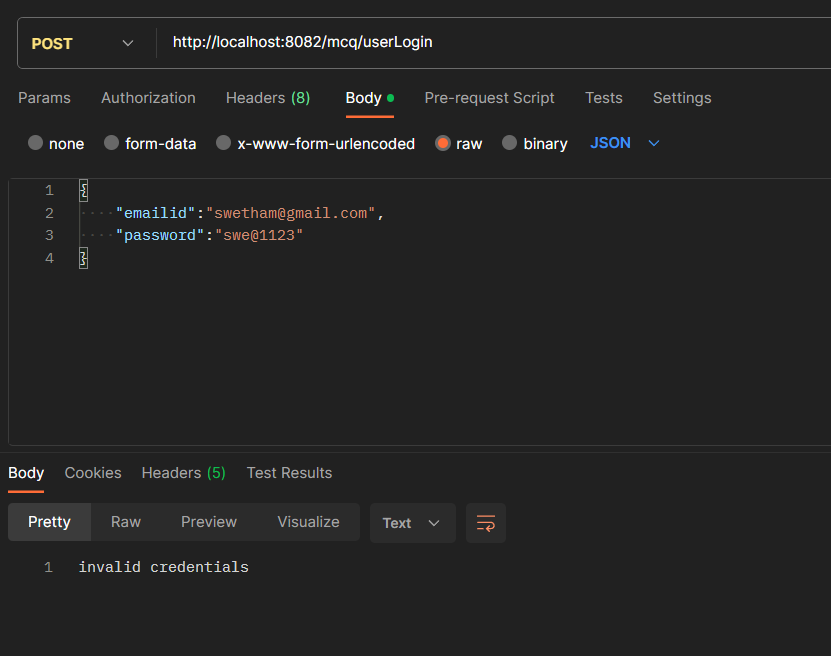 POST http://localhost:8082/mcq/userLogin
Params Authorization Headers (8) Body Pre-request Script Tests Settings
none form-data x-www-form-urlencoded raw binary JSON
1 {
2 ····"emailid":"swetham@gmail.com",
3 ····"password":"swe@1123"
4 }
Body Cookies Headers (5) Test Results
Pretty Raw Preview Visualize Text
1 invalid credentials